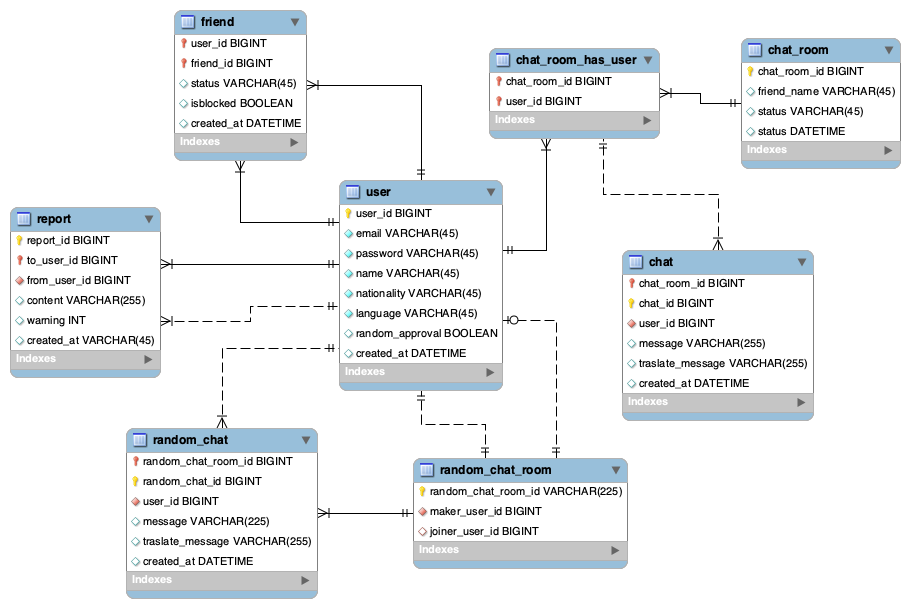 friend
user_id BIGINT
friend_id BIGINT
status VARCHAR(45)
isblocked BOOLEAN
created_at DATETIME
Indexes
chat_room_has_user
chat_room_id BIGINT
user_id BIGINT
Indexes
chat_room
chat_room_id BIGINT
friend_name VARCHAR(45)
status VARCHAR(45)
status DATETIME
Indexes
report
report_id BIGINT
to_user_id BIGINT
from_user_id BIGINT
content VARCHAR(255)
warning INT
created_at VARCHAR(45)
Indexes
user
user_id BIGINT
email VARCHAR(45)
password VARCHAR(45)
name VARCHAR(45)
nationality VARCHAR(45)
language VARCHAR(45)
random_approval BOOLEAN
created_at DATETIME
Indexes
chat
chat_room_id BIGINT
chat_id BIGINT
user_id BIGINT
message VARCHAR(255)
traslate_message VARCHAR(255)
created_at DATETIME
Indexes
random_chat
random_chat_room_id BIGINT
random_chat_id BIGINT
user_id BIGINT
message VARCHAR(225)
traslate_message VARCHAR(255)
created_at DATETIME
Indexes
random_chat_room
random_chat_room_id VARCHAR(225)
maker_user_id BIGINT
joiner_user_id BIGINT
Indexes